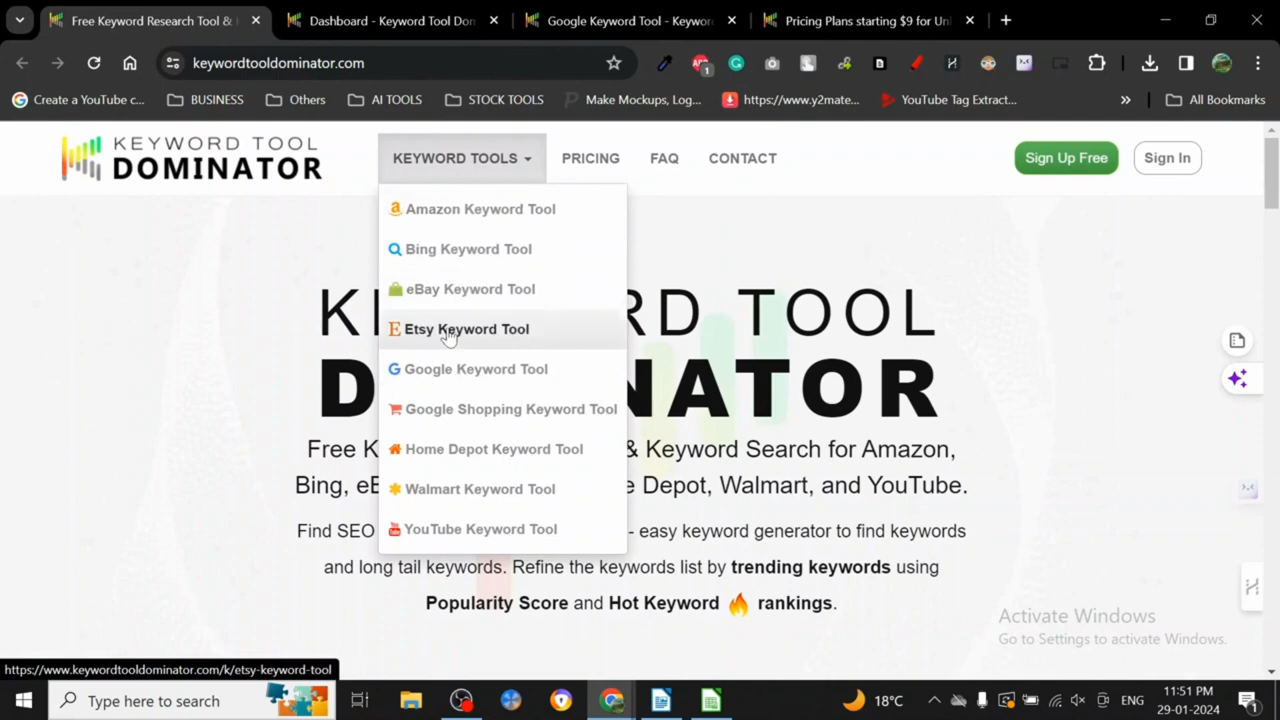 Free Keyword Research Tool &
Dashboard - Keyword Tool Dom
Google Keyword Tool - Keywor
Pricing Plans starting $9 for Unl
keywordtooldominator.com
1
Create a YouTube c...
BUSINESS
Others
AI TOOLS
STOCK TOOLS
Make Mockups, Log...
https://www.y2mate...
YouTube Tag Extract...
»
All Bookmarks
KEYWORD TOOL
DOMINATOR
KEYWORD TOOLS
PRICING
FAQ
CONTACT
Sign Up Free
Sign In
Amazon Keyword Tool
Bing Keyword Tool
eBay Keyword Tool
Etsy Keyword Tool
Google Keyword Tool
Google Shopping Keyword Tool
Home Depot Keyword Tool
Walmart Keyword Tool
YouTube Keyword Tool
K RD TOOL
D NATOR
Free K & Keyword Search for Amazon,
Bing, eB e Depot, Walmart, and YouTube.
Find SEO - easy keyword generator to find keywords
and long tail keywords. Refine the keywords list by trending keywords using
Popularity Score and Hot Keyword 🔥 rankings.
Activate Windows
Go to Settings to activate Windows.
https://www.keywordtooldominator.com/k/etsy-keyword-tool
Type here to search
18°C
ENG
11:51 PM
29-01-2024
1